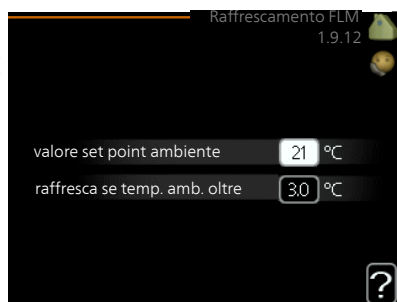 Raffrescamento FLM
1.9.12
valore set point ambiente 21 °C
raffresca se temp. amb. oltre 3.0 °C
?